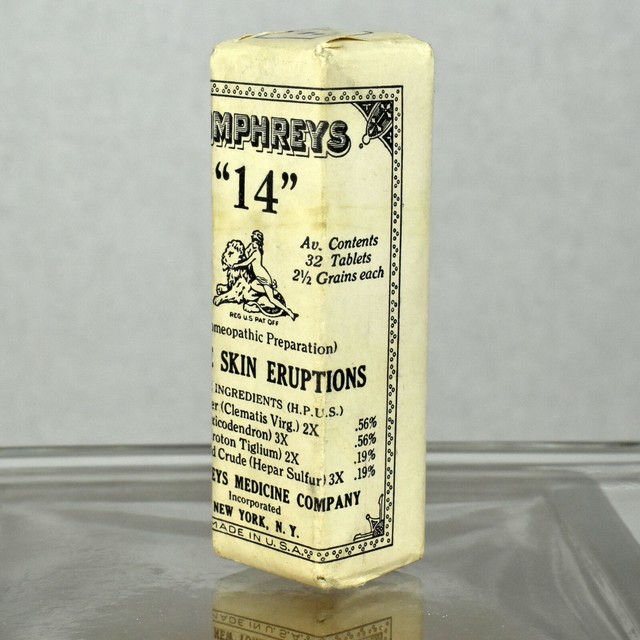 MPHREYS
“14”
Av. Contents
32 Tablets
2½ Grains each
REG U.S PAT OFF
omeopathic Preparation)
SKIN ERUPTIONS
INGREDIENTS (H.P.U.S.)
er (Clematis Virg.) 2X .56%
icodendron) 3X .56%
roton Tiglium) 2X .19%
d Crude (Hepar Sulfur) 3X .19%
EYS MEDICINE COMPANY
Incorporated
NEW YORK, N. Y.
MADE IN U.S.A.